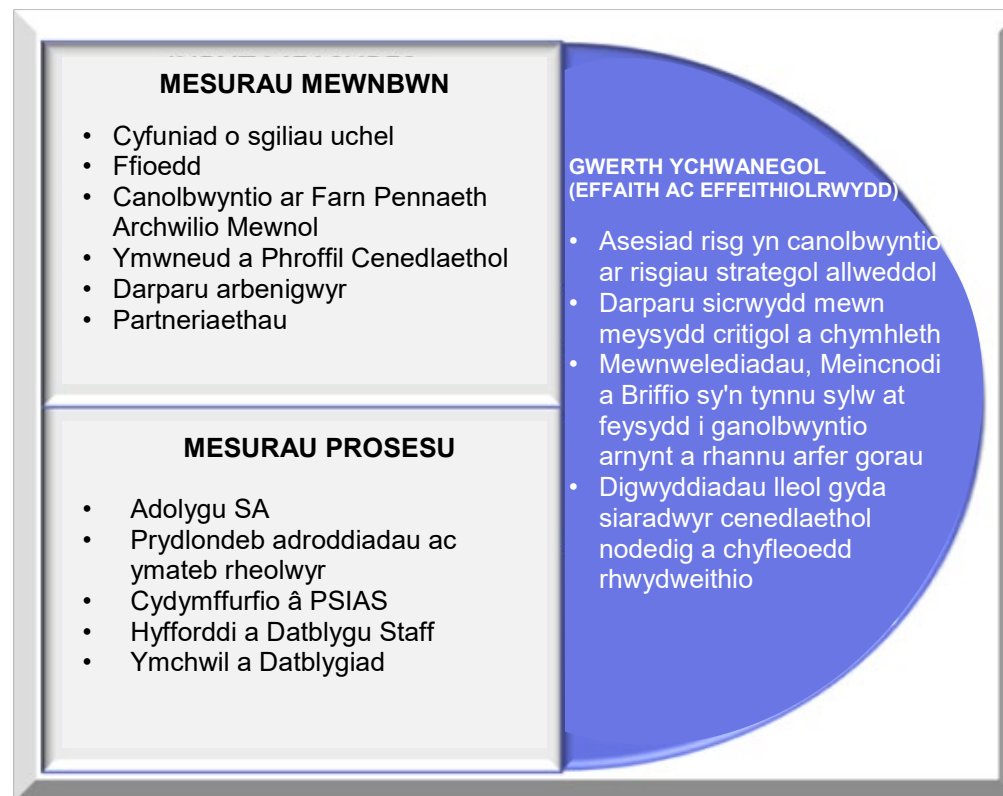 MESURAU MEWNBWN
• Cyfuniad o sgiliau uchel
• Ffioedd
• Canolbwyntio ar Farn Pennaeth
Archwilio Mewnol
• Ymwneud a Phroffil Cenedlaethol
• Darparu arbenigwyr
• Partneriaethau
MESURAU PROSESU
• Adolygu SA
• Prydlondeb adroddiadau ac
ymateb rheolwyr
• Cydymffurfio â PSIAS
• Hyfforddi a Datblygu Staff
• Ymchwil a Datblygiad
GWERTH YCHWANEGOL
(EFFAITH AC EFFEITHIOLRWYDD)
• Asesiad risg yn canolbwyntio
ar risgiau strategol allweddol
• Darparu sicrwydd mewn
meysydd critigol a chymhleth
• Mewnwelediadau, Meincnodi
a Briffio sy'n tynnu sylw at
feysydd i ganolbwyntio
arnynt a rhannu arfer gorau
• Digwyddiadau lleol gyda
siaradwyr cenedlaethol
nodedig a chyfleoedd
rhwydweithio